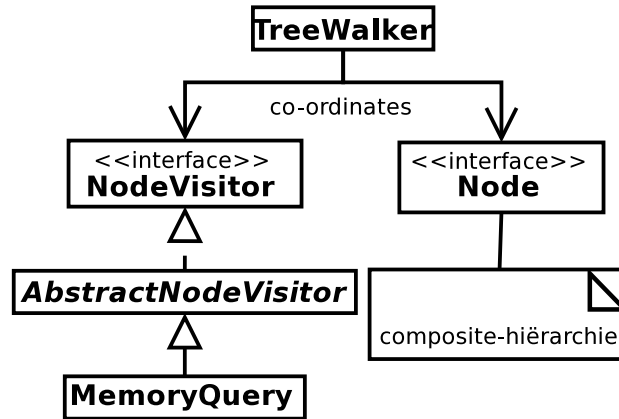 TreeWalker
co-ordinates
<<interface>>
NodeVisitor
<<interface>>
Node
AbstractNodeVisitor
composite-hiërarchie
MemoryQuery